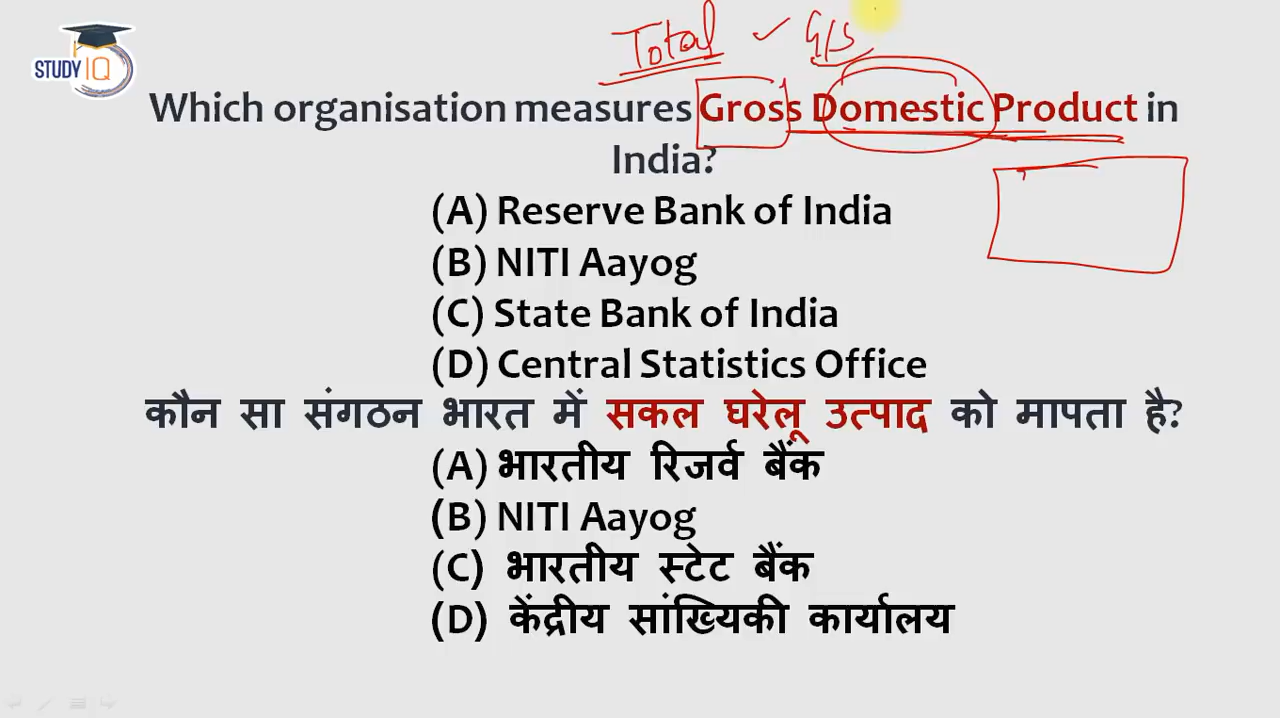 Total ✓ G/S
STUDY IQ
Which organisation measures Gross Domestic Product in
India?
(A) Reserve Bank of India
(B) NITI Aayog
(C) State Bank of India
(D) Central Statistics Office
कौन सा संगठन भारत में सकल घरेलू उत्पाद को मापता है?
(A) भारतीय रिजर्व बैंक
(B) NITI Aayog
(C) भारतीय स्टेट बैंक
(D) केंद्रीय सांख्यिकी कार्यालय